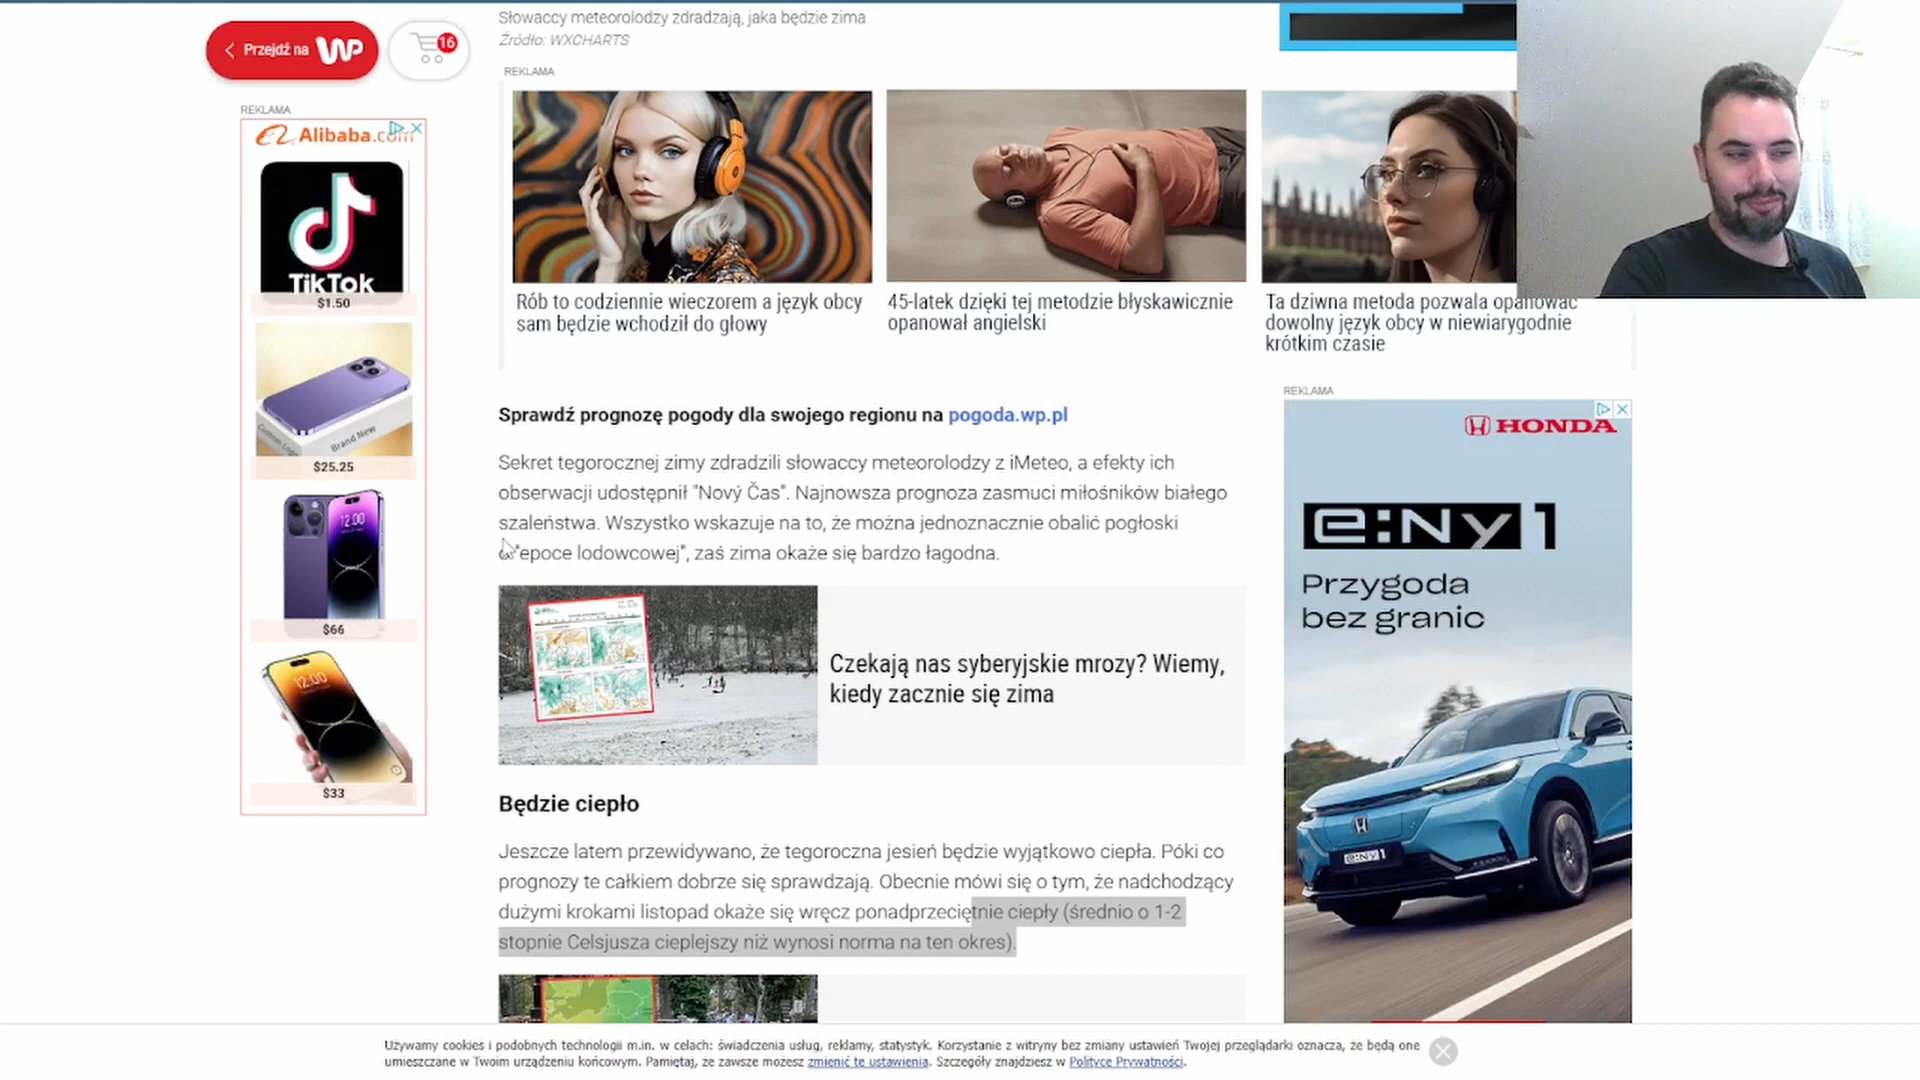 Słowaccy meteorolodzy zdradzają, jaka będzie zima
Źródło: WXCHARTS
Przejdź na WP
16
REKLAMA
REKLAMA
Alibaba.com
TikTok
$1.50
Brand New
$25.25
12:00
$66
12:00
$33
Rób to codziennie wieczorem a język obcy
sam będzie wchodził do głowy
45-latek dzięki tej metodzie błyskawicznie
opanował angielski
Ta dziwna metoda pozwala opanować
dowolny język obcy w niewiarygodnie
krótkim czasie
Sprawdź prognozę pogody dla swojego regionu na pogoda.wp.pl
Sekret tegorocznej zimy zdradzili słowaccy meteorolodzy z iMeteo, a efekty ich
obserwacji udostępnił "Nový Čas". Najnowsza prognoza zasmuci miłośników białego
szaleństwa. Wszystko wskazuje na to, że można jednoznacznie obalić pogłoski
o "epoce lodowcowej", zaś zima okaże się bardzo łagodna.
Czekają nas syberyjskie mrozy? Wiemy,
kiedy zacznie się zima
Będzie ciepło
Jeszcze latem przewidywano, że tegoroczna jesień będzie wyjątkowo ciepła. Póki co
prognozy te całkiem dobrze się sprawdzają. Obecnie mówi się o tym, że nadchodzący
dużymi krokami listopad okaże się wręcz ponadprzeciętnie ciepły (średnio o 1-2
stopnie Celsjusza cieplejszy niż wynosi norma na ten okres).
REKLAMA
HONDA
e:Ny1
Przygoda
bez granic
e:Ny1
Używamy cookies i podobnych technologii m.in. w celach: świadczenia usług, reklamy, statystyk. Korzystanie z witryny bez zmiany ustawień Twojej przeglądarki oznacza, że będą one
umieszczane w Twoim urządzeniu końcowym. Pamiętaj, że zawsze możesz zmienić te ustawienia. Szczegóły znajdziesz w Polityce Prywatności.